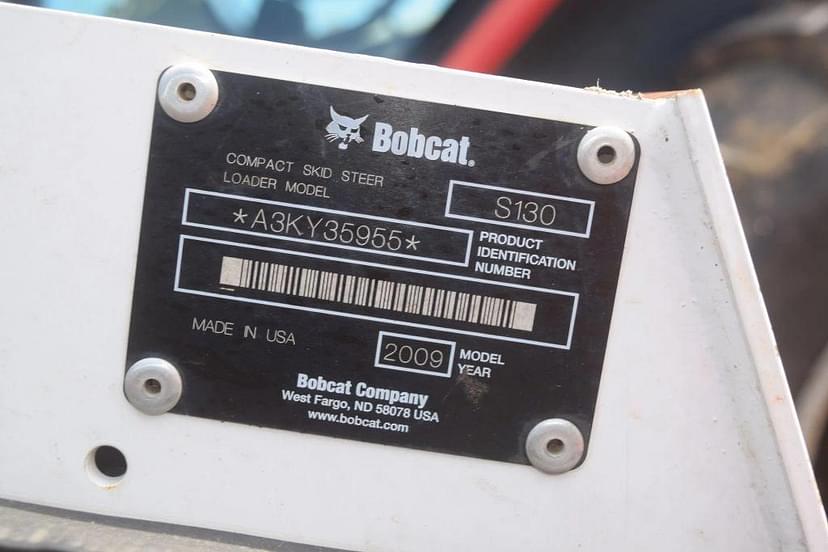 Bobcat®
COMPACT SKID STEER
LOADER MODEL
S130
*A3KY35955*
PRODUCT
IDENTIFICATION
NUMBER
MADE IN USA
2009
MODEL
YEAR
Bobcat Company
West Fargo, ND 58078 USA
www.bobcat.com